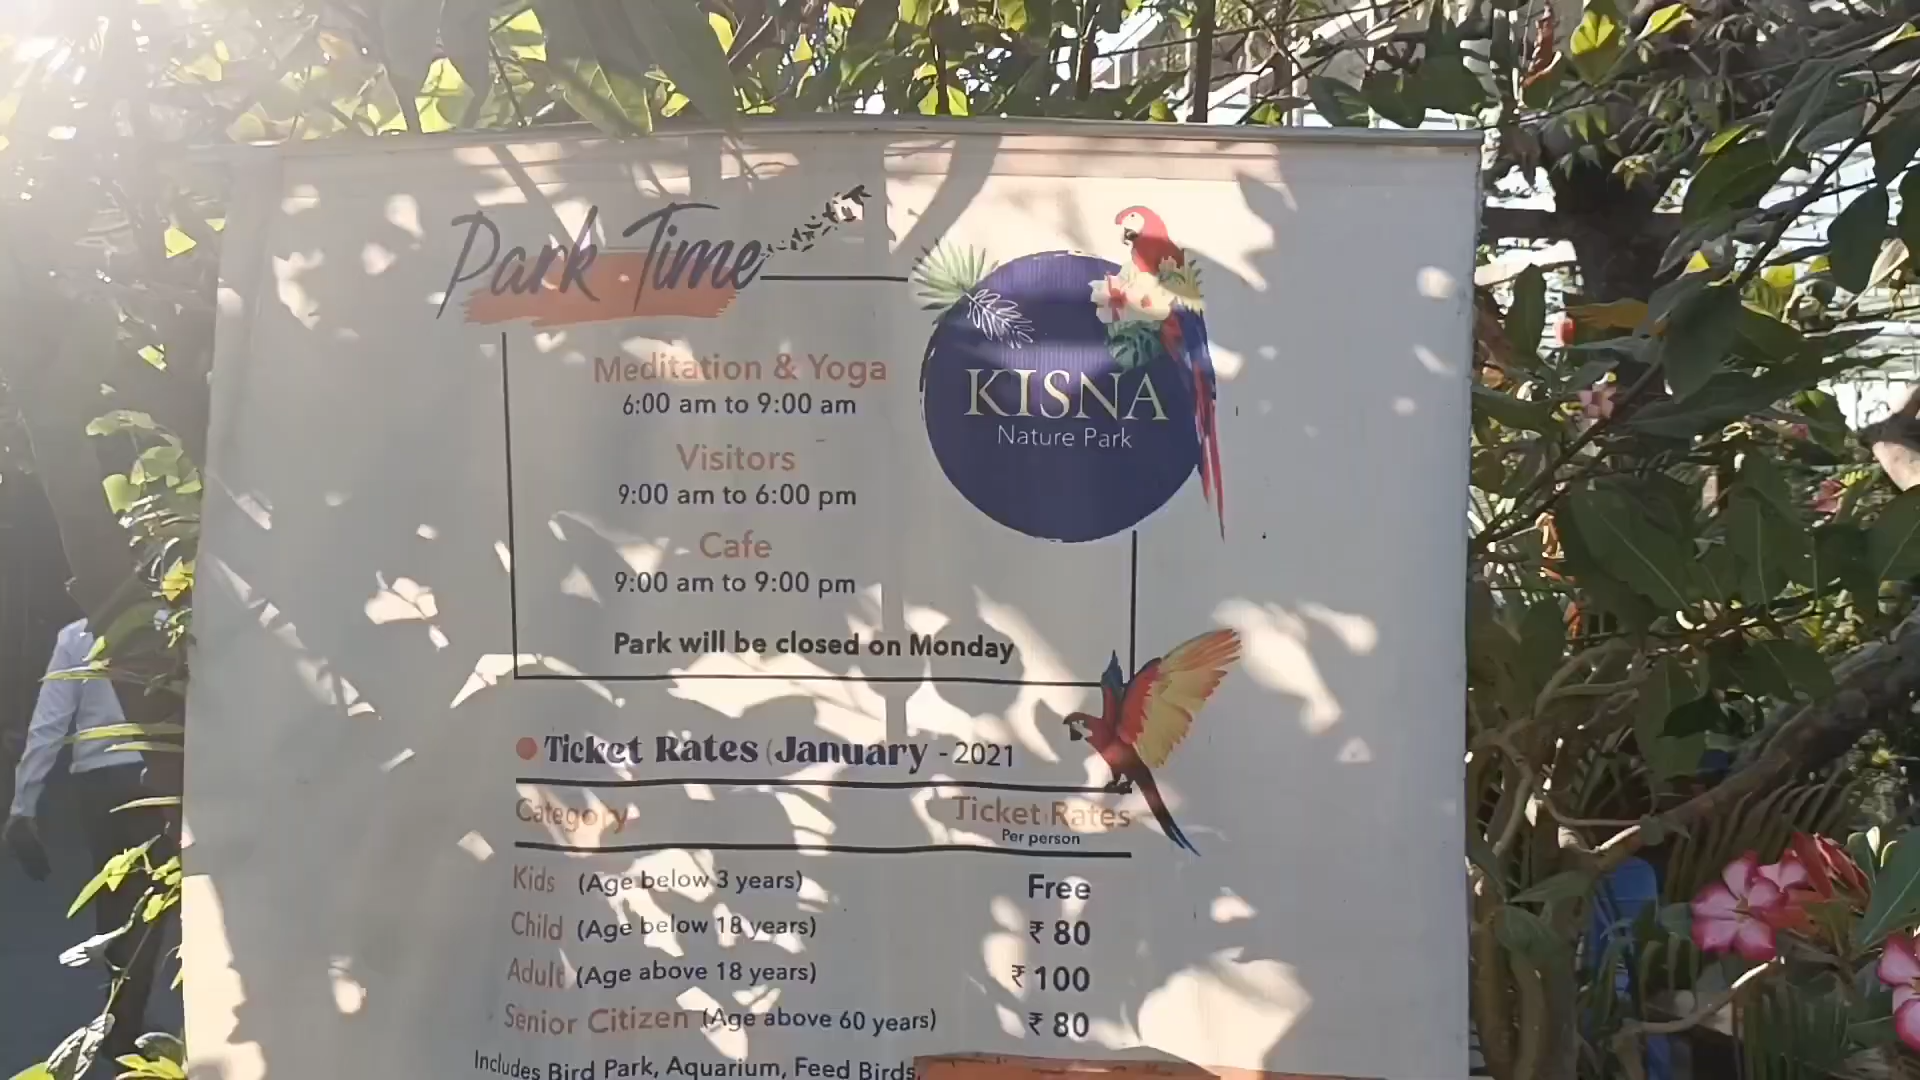 Park Time
Meditation & Yoga
6:00 am to 9:00 am
KISNA
Nature Park
Visitors
9:00 am to 6:00 pm
Cafe
9:00 am to 9:00 pm
Park will be closed on Monday
Ticket Rates (January - 2021
Category Ticket Rates
Per person
Kids (Age below 3 years) Free
Child (Age below 18 years) ₹ 80
Adult (Age above 18 years) ₹ 100
Senior Citizen (Age above 60 years) ₹ 80
Includes Bird Park, Aquarium, Feed Birds,